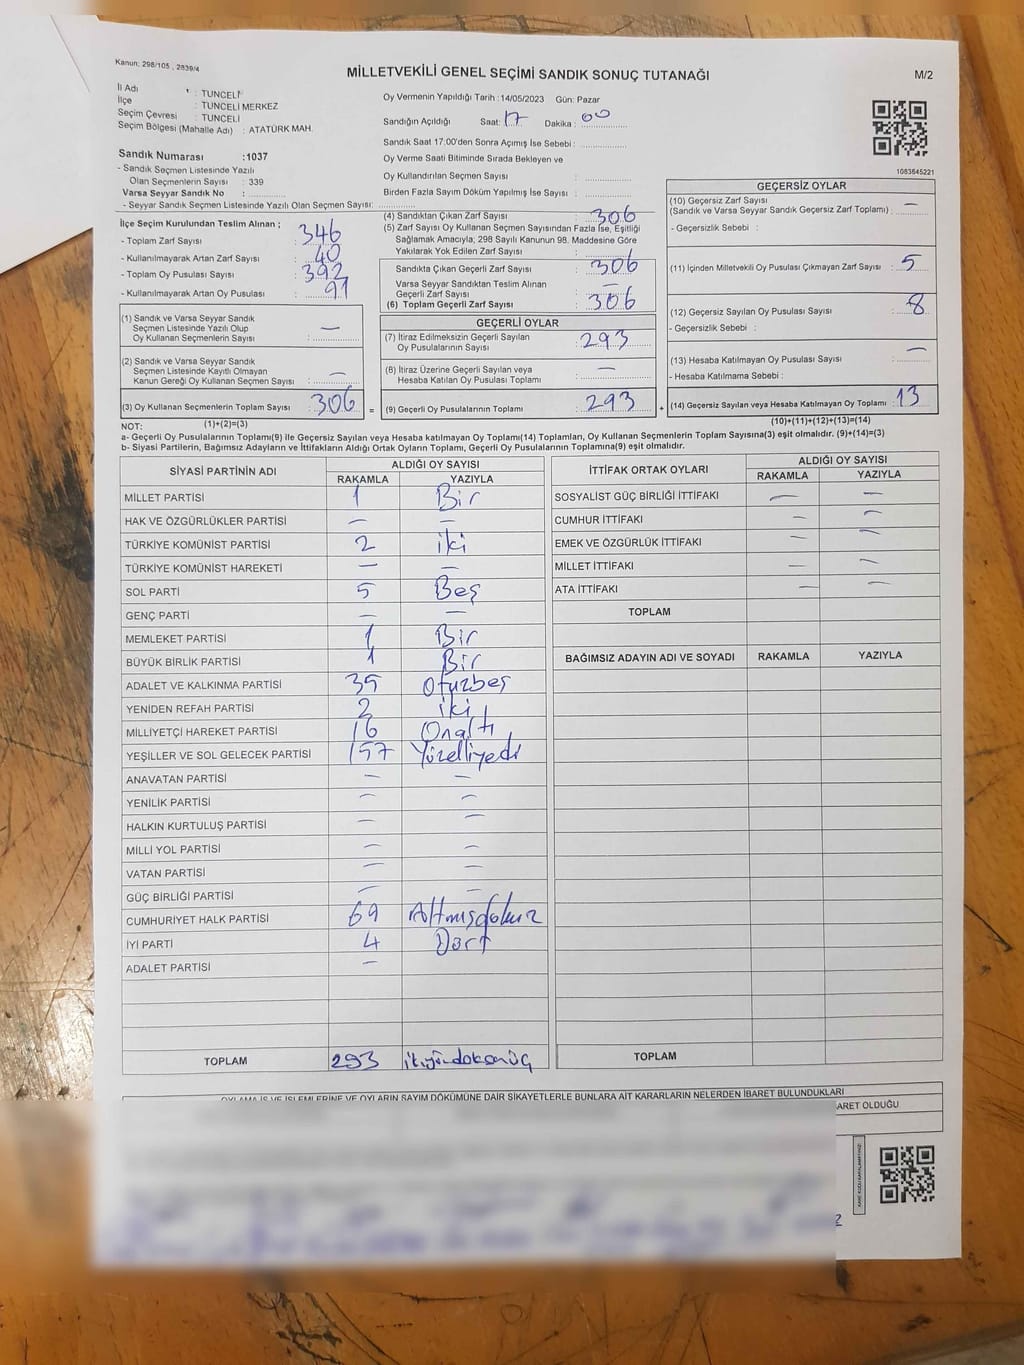 Kanun: 298/105 , 2839/4
MİLLETVEKİLİ GENEL SEÇİMİ SANDIK SONUÇ TUTANAĞI
M/2
İl Adı : TUNCELİ
İlçe : TUNCELİ MERKEZ
Seçim Çevresi : TUNCELİ
Seçim Bölgesi (Mahalle Adı) : ATATÜRK MAH.
Sandık Numarası :1037
- Sandık Seçmen Listesinde Yazılı
Olan Seçmenlerin Sayısı : 339
Varsa Seyyar Sandık No :
- Seyyar Sandık Seçmen Listesinde Yazılı Olan Seçmen Sayısı:
Oy Vermenin Yapıldığı Tarih :14/05/2023 Gün: Pazar
Sandığın Açıldığı Saat: 17 Dakika : 00
Sandık Saat 17:00'den Sonra Açımış İse Sebebi :
Oy Verme Saati Bitiminde Sırada Bekleyen ve
Oy Kullandırılan Seçmen Sayısı :
Birden Fazla Sayım Döküm Yapılmış İse Sayısı :
1083645221
İlçe Seçim Kurulundan Teslim Alınan ;
- Toplam Zarf Sayısı : 346
- Kullanılmayarak Artan Zarf Sayısı : 40
- Toplam Oy Pusulası Sayısı : 392
- Kullanılmayarak Artan Oy Pusulası : 91
(1) Sandık ve Varsa Seyyar Sandık
Seçmen Listesinde Yazılı Olup
Oy Kullanan Seçmenlerin Sayısı : —
(2) Sandık ve Varsa Seyyar Sandık
Seçmen Listesinde Kayıtlı Olmayan
Kanun Gereği Oy Kullanan Seçmen Sayısı : —
(3) Oy Kullanan Seçmenlerin Toplam Sayısı : 306
(1)+(2)=(3)
(4) Sandıktan Çıkan Zarf Sayısı : 306
(5) Zarf Sayısı Oy Kullanan Seçmen Sayısından Fazla İse, Eşitliği
Sağlamak Amacıyla; 298 Sayılı Kanunun 98. Maddesine Göre
Yakılarak Yok Edilen Zarf Sayısı :
Sandıkta Çıkan Geçerli Zarf Sayısı : 306
Varsa Seyyar Sandıktan Teslim Alınan
Geçerli Zarf Sayısı : —
(6) Toplam Geçerli Zarf Sayısı : 306
GEÇERLİ OYLAR
(7) İtiraz Edilmeksizin Geçerli Sayılan
Oy Pusulalarının Sayısı : 293
(8) İtiraz Üzerine Geçerli Sayılan veya
Hesaba Katılan Oy Pusulası Toplamı : —
= (9) Geçerli Oy Pusulalarının Toplamı : 293 +
GEÇERSİZ OYLAR
(10) Geçersiz Zarf Sayısı
(Sandık ve Varsa Seyyar Sandık Geçersiz Zarf Toplamı) : —
- Geçersizlik Sebebi :
(11) İçinden Milletvekili Oy Pusulası Çıkmayan Zarf Sayısı : 5
(12) Geçersiz Sayılan Oy Pusulası Sayısı : 8
- Geçersizlik Sebebi :
(13) Hesaba Katılmayan Oy Pusulası Sayısı : —
- Hesaba Katılmama Sebebi :
(14) Geçersiz Sayılan veya Hesaba Katılmayan Oy Toplamı : 13
(10)+(11)+(12)+(13)=(14)
NOT:
a- Geçerli Oy Pusulalarının Toplamı(9) ile Geçersiz Sayılan veya Hesaba katılmayan Oy Toplamı(14) Toplamları, Oy Kullanan Seçmenlerin Toplam Sayısına(3) eşit olmalıdır. (9)+(14)=(3)
b- Siyasi Partilerin, Bağımsız Adayların ve İttifakların Aldığı Ortak Oyların Toplamı, Geçerli Oy Pusulalarının Toplamına(9) eşit olmalıdır.
SİYASİ PARTİNİN ADI ALDIĞI OY SAYISI
RAKAMLA YAZIYLA
MİLLET PARTİSİ 1 Bir
HAK VE ÖZGÜRLÜKLER PARTİSİ — —
TÜRKİYE KOMÜNİST PARTİSİ 2 iki
TÜRKİYE KOMÜNİST HAREKETİ — —
SOL PARTİ 5 Beş
GENÇ PARTİ — —
MEMLEKET PARTİSİ 1 Bir
BÜYÜK BİRLİK PARTİSİ 1 Bir
ADALET VE KALKINMA PARTİSİ 35 Otuzbeş
YENİDEN REFAH PARTİSİ 2 iki
MİLLİYETÇİ HAREKET PARTİSİ 16 Onaltı
YEŞİLLER VE SOL GELECEK PARTİSİ 157 Yüzelliyedi
ANAVATAN PARTİSİ — —
YENİLİK PARTİSİ — —
HALKIN KURTULUŞ PARTİSİ — —
MİLLİ YOL PARTİSİ — —
VATAN PARTİSİ — —
GÜÇ BİRLİĞİ PARTİSİ — —
CUMHURİYET HALK PARTİSİ 69 Altmışdokuz
İYİ PARTİ 4 Dört
ADALET PARTİSİ —
TOPLAM 293 ikiyüzdoksanüç
İTTİFAK ORTAK OYLARI ALDIĞI OY SAYISI
RAKAMLA YAZIYLA
SOSYALİST GÜÇ BİRLİĞİ İTTİFAKI — —
CUMHUR İTTİFAKI — —
EMEK VE ÖZGÜRLÜK İTTİFAKI — —
MİLLET İTTİFAKI — —
ATA İTTİFAKI — —
TOPLAM
BAĞIMSIZ ADAYIN ADI VE SOYADI RAKAMLA YAZIYLA
TOPLAM
OYLAMA İŞ VE İŞLEMLERİNE VE OYLARIN SAYIM DÖKÜMÜNE DAİR ŞİKAYETLERLE BUNLARA AİT KARARLARIN NELERDEN İBARET BULUNDUKLARI
ARET OLDUĞU